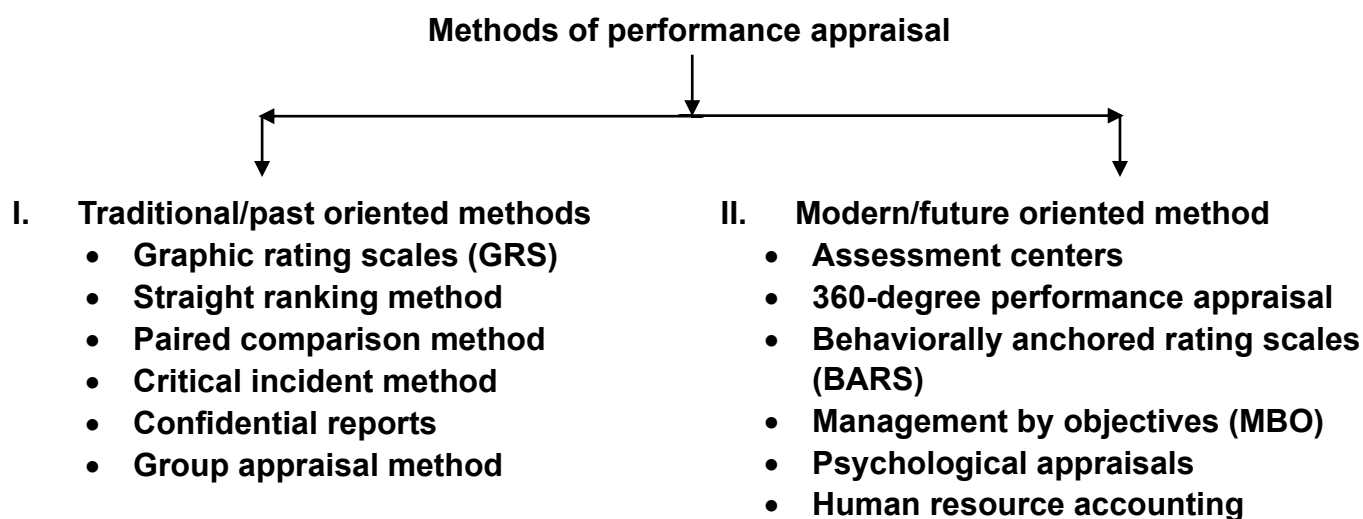 Methods of performance appraisal
I. Traditional/past oriented methods
• Graphic rating scales (GRS)
• Straight ranking method
• Paired comparison method
• Critical incident method
• Confidential reports
• Group appraisal method
II. Modern/future oriented method
• Assessment centers
• 360-degree performance appraisal
• Behaviorally anchored rating scales
(BARS)
• Management by objectives (MBO)
• Psychological appraisals
• Human resource accounting